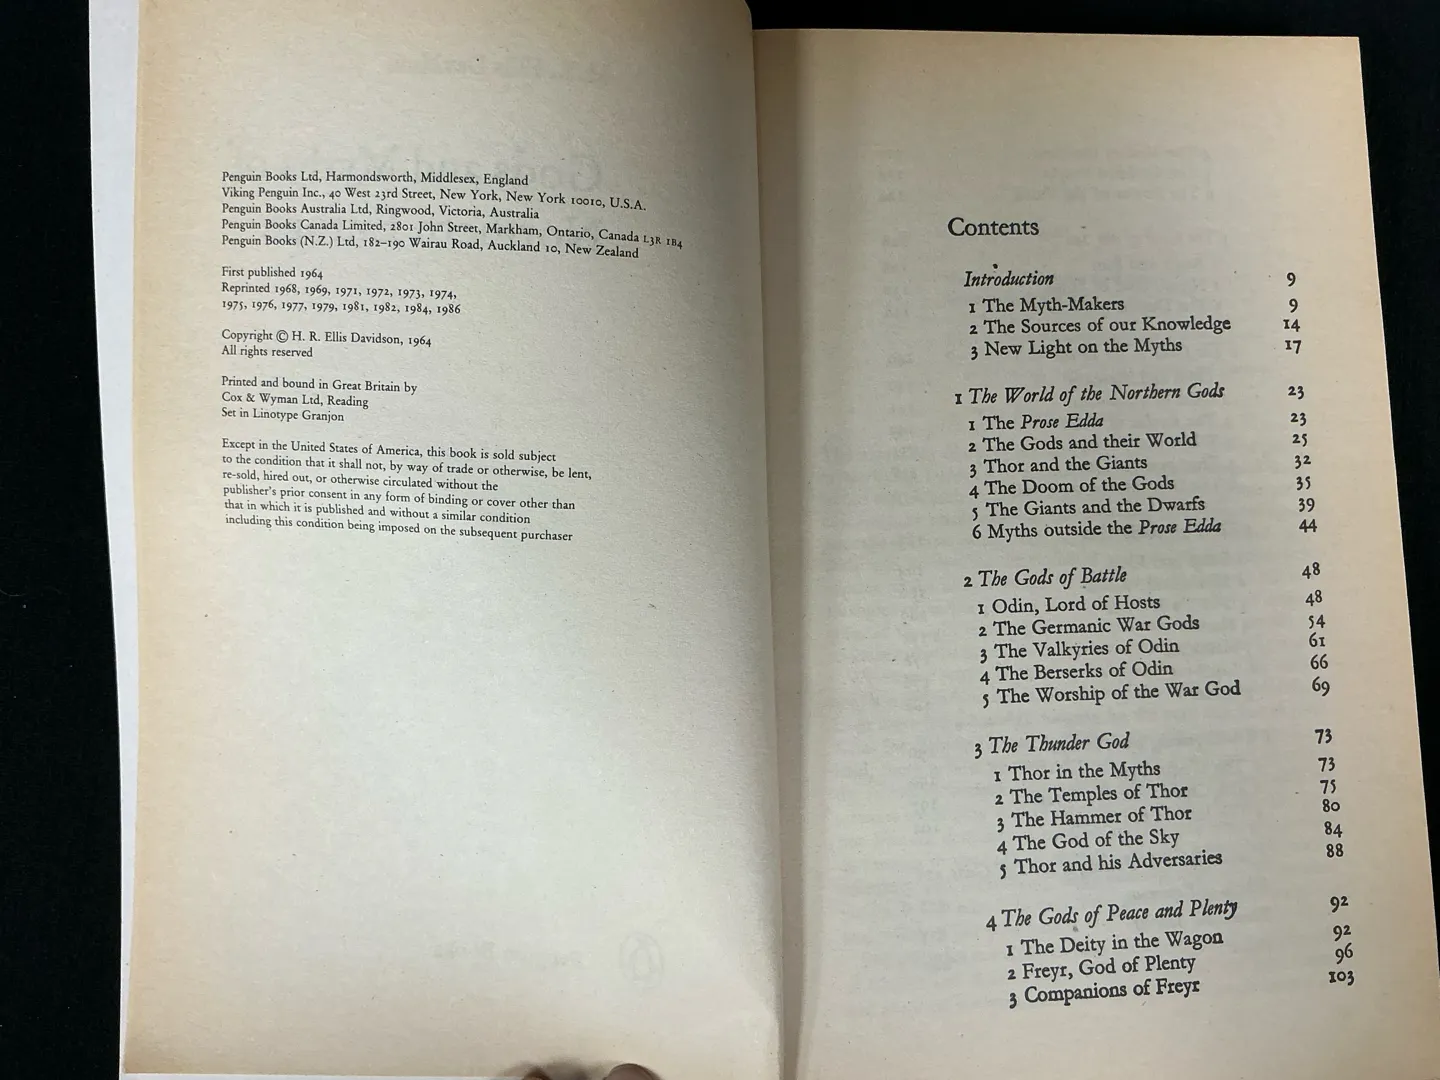 Penguin Books Ltd, Harmondsworth, Middlesex, England
Viking Penguin Inc., 40 West 23rd Street, New York, New York 10010, U.S.A.
Penguin Books Australia Ltd, Ringwood, Victoria, Australia
Penguin Books Canada Limited, 2801 John Street, Markham, Ontario, Canada L3R 1B4
Penguin Books (N.Z.) Ltd, 182–190 Wairau Road, Auckland 10, New Zealand
First published 1964
Reprinted 1968, 1969, 1971, 1972, 1973, 1974,
1975, 1976, 1977, 1979, 1981, 1982, 1984, 1986
Copyright © H. R. Ellis Davidson, 1964
All rights reserved
Printed and bound in Great Britain by
Cox & Wyman Ltd, Reading
Set in Linotype Granjon
Except in the United States of America, this book is sold subject
to the condition that it shall not, by way of trade or otherwise, be lent,
re-sold, hired out, or otherwise circulated without the
publisher's prior consent in any form of binding or cover other than
that in which it is published and without a similar condition
including this condition being imposed on the subsequent purchaser
Contents
Introduction 9
1 The Myth-Makers 9
2 The Sources of our Knowledge 14
3 New Light on the Myths 17
1 The World of the Northern Gods 23
1 The Prose Edda 23
2 The Gods and their World 25
3 Thor and the Giants 32
4 The Doom of the Gods 35
5 The Giants and the Dwarfs 39
6 Myths outside the Prose Edda 44
2 The Gods of Battle 48
1 Odin, Lord of Hosts 48
2 The Germanic War Gods 54
3 The Valkyries of Odin 61
4 The Berserks of Odin 66
5 The Worship of the War God 69
3 The Thunder God 73
1 Thor in the Myths 73
2 The Temples of Thor 75
3 The Hammer of Thor 80
4 The God of the Sky 84
5 Thor and his Adversaries 88
4 The Gods of Peace and Plenty 92
1 The Deity in the Wagon 92
2 Freyr, God of Plenty 96
3 Companions of Freyr 103